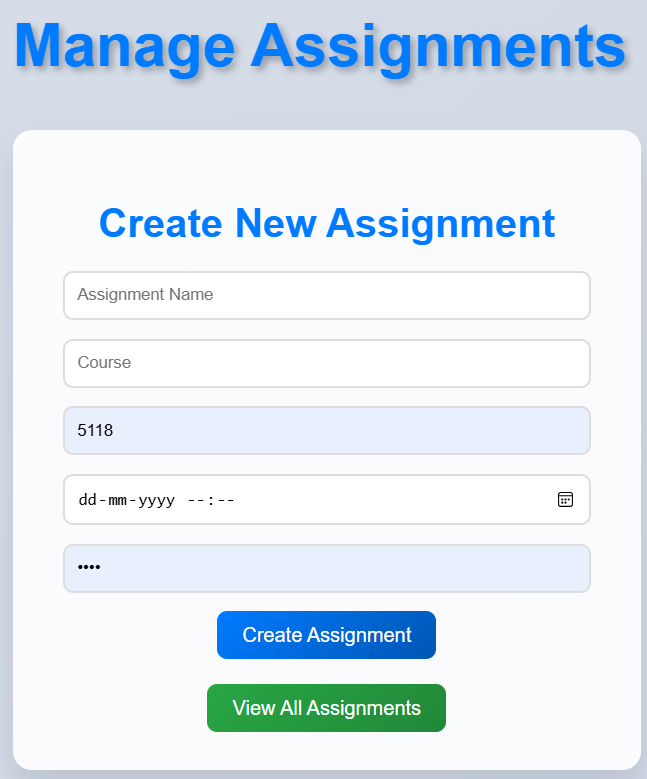 Manage Assignments
Create New Assignment
Assignment Name
Course
5118
dd-mm-yyyy --:--
••••
Create Assignment
View All Assignments